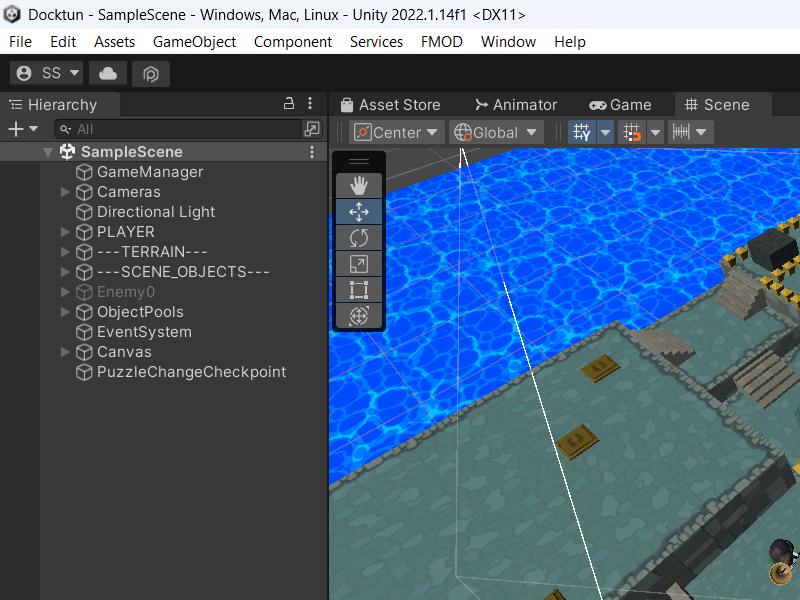 Docktun - SampleScene - Windows, Mac, Linux - Unity 2022.1.14f1 <DX11>
File Edit Assets GameObject Component Services FMOD Window Help
SS
Hierarchy
Asset Store Animator Game Scene
All
Center Global
SampleScene
GameManager
Cameras
Directional Light
PLAYER
---TERRAIN---
---SCENE_OBJECTS---
Enemy0
ObjectPools
EventSystem
Canvas
PuzzleChangeCheckpoint